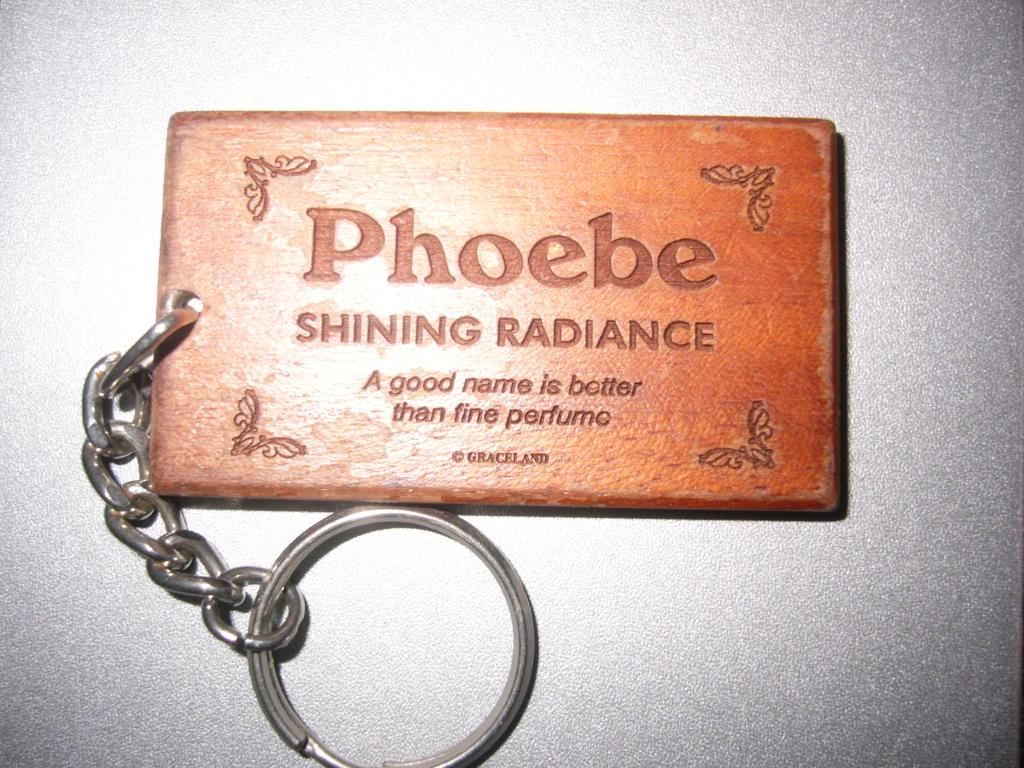 Phoebe
SHINING RADIANCE
A good name is better
than fine perfume
© GRACELAND